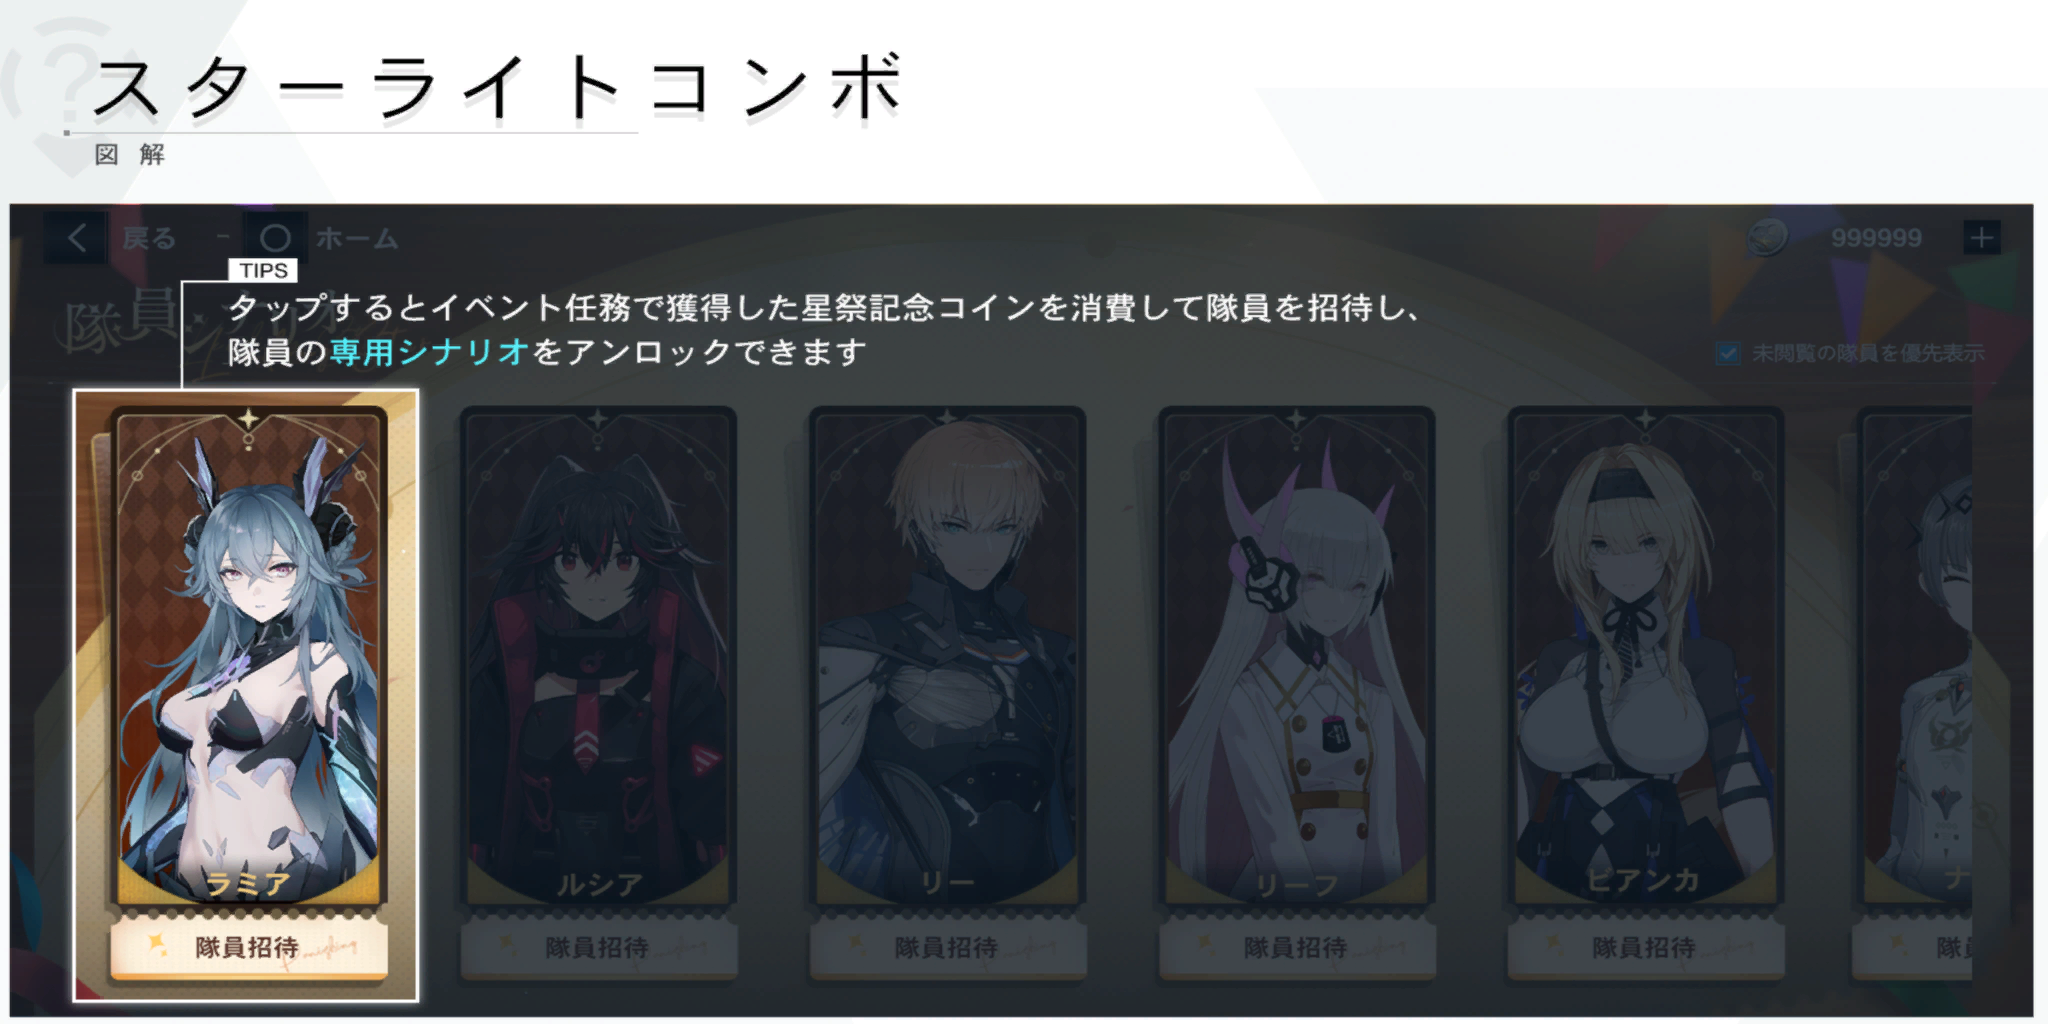 スターライトコンボ
図解
戻る
ホーム
999999
TIPS
タップするとイベント任務で獲得した星祭記念コインを消費して隊員を招待し、
隊員の専用シナリオをアンロックできます
未閲覧の隊員を優先表示
ラミア
ルシア
リー
リーフ
ビアンカ
ナ
隊員招待
隊員招待
隊員招待
隊員招待
隊員招待
隊員